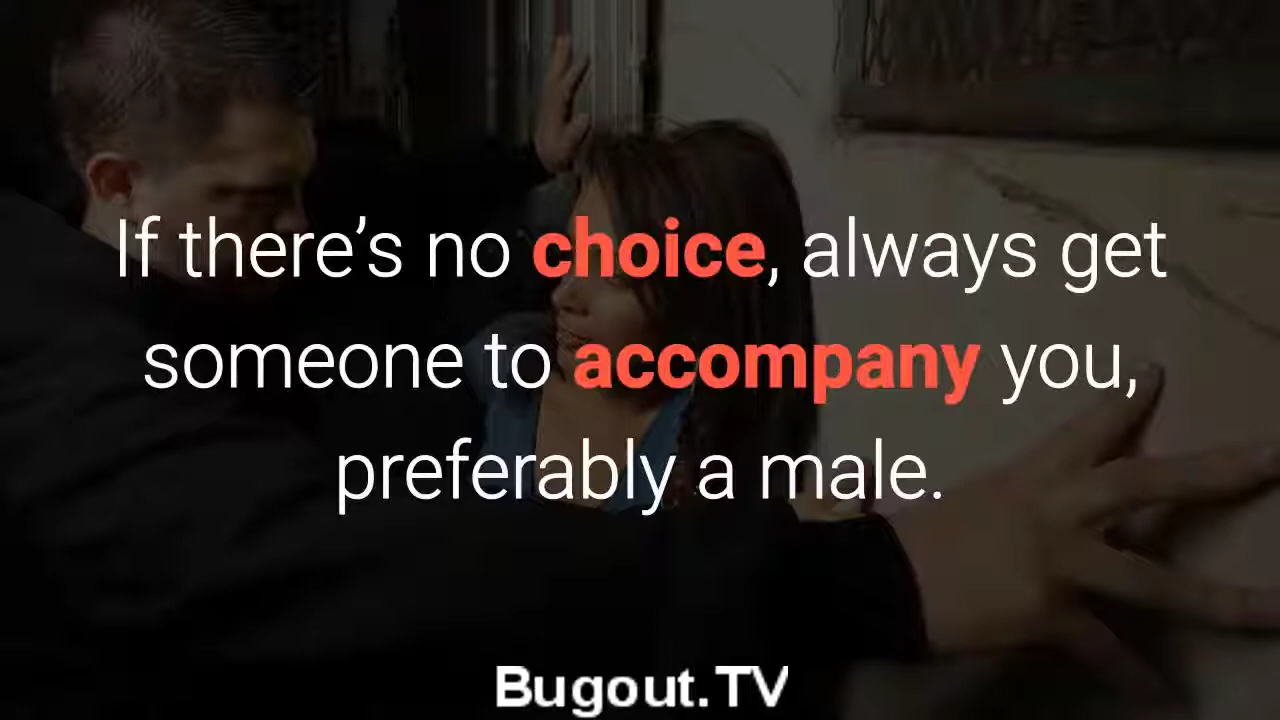 If there’s no choice, always get
someone to accompany you,
preferably a male.
Bugout.TV